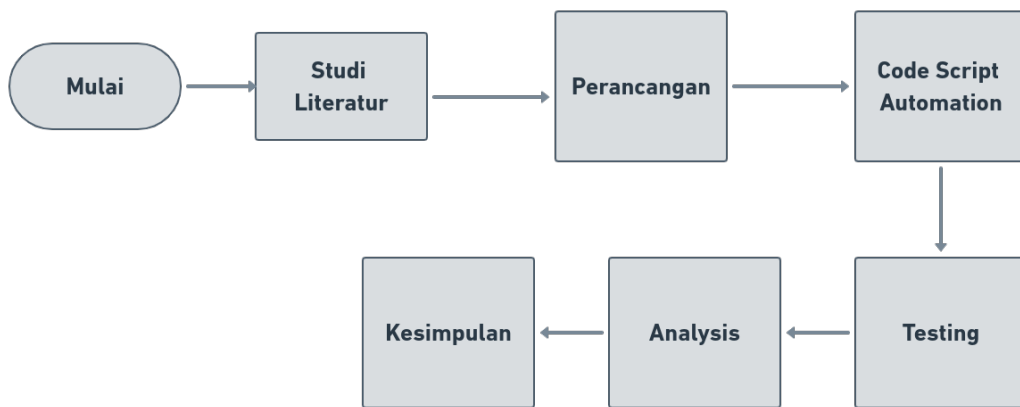 Mulai
Studi
Literatur
Perancangan
Code Script
Automation
Testing
Analysis
Kesimpulan